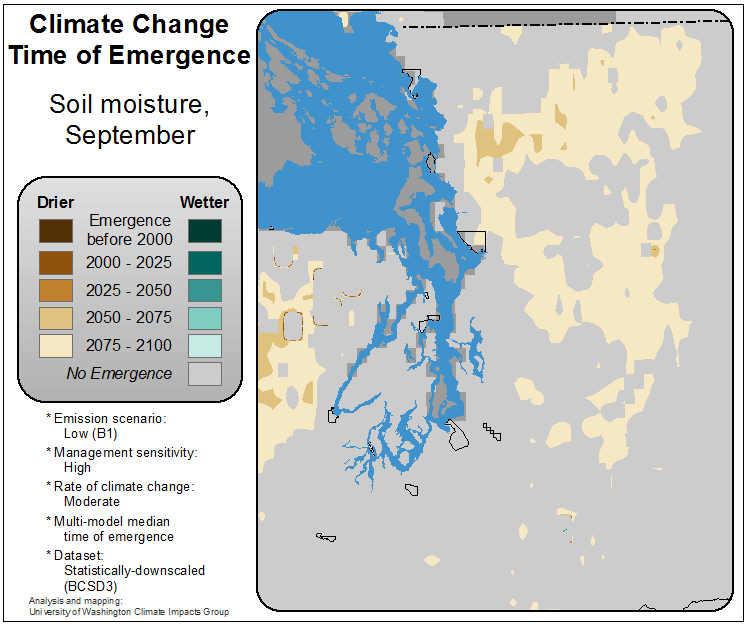 Climate Change
Time of Emergence
Soil moisture,
September
Drier
Wetter
Emergence
before 2000
2000 - 2025
2025 - 2050
2050 - 2075
2075 - 2100
No Emergence
* Emission scenario:
Low (B1)
* Management sensitivity:
High
* Rate of climate change:
Moderate
* Multi-model median
time of emergence
* Dataset:
Statistically-downscaled
(BCSD3)
Analysis and mapping:
University of Washington Climate Impacts Group